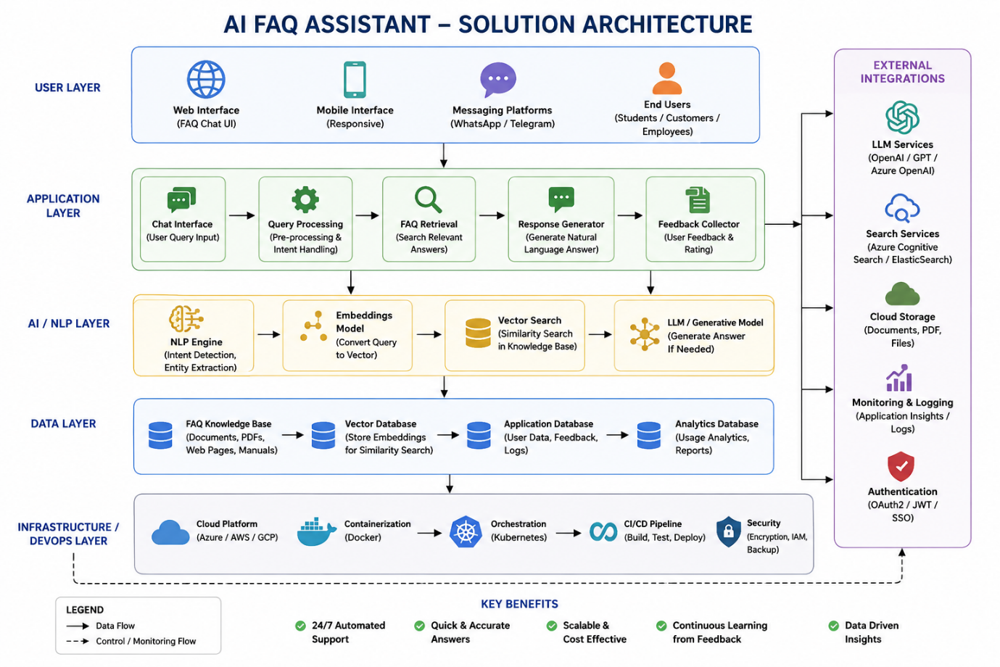 AI FAQ ASSISTANT – SOLUTION ARCHITECTURE
USER LAYER
Web Interface
(FAQ Chat UI)
Mobile Interface
(Responsive)
Messaging Platforms
(WhatsApp / Telegram)
End Users
(Students / Customers /
Employees)
APPLICATION
LAYER
Chat Interface
(User Query Input)
Query Processing
(Pre-processing &
Intent Handling)
FAQ Retrieval
(Search Relevant
Answers)
Response Generator
(Generate Natural
Language Answer)
Feedback Collector
(User Feedback &
Rating)
AI / NLP LAYER
NLP Engine
(Intent Detection,
Entity Extraction)
Embeddings
Model
(Convert Query
to Vector)
Vector Search
(Similarity Search
in Knowledge Base)
LLM / Generative Model
(Generate Answer
If Needed)
DATA LAYER
FAQ Knowledge Base
(Documents, PDFs,
Web Pages, Manuals)
Vector Database
(Store Embeddings
for Similarity Search)
Application Database
(User Data, Feedback,
Logs)
Analytics Database
(Usage Analytics,
Reports)
INFRASTRUCTURE /
DEVOPS LAYER
Cloud Platform
(Azure / AWS / GCP)
Containerization
(Docker)
Orchestration
(Kubernetes)
CI/CD Pipeline
(Build, Test, Deploy)
Security
(Encryption, IAM,
Backup)
EXTERNAL
INTEGRATIONS
LLM Services
(OpenAI / GPT /
Azure OpenAI)
Search Services
(Azure Cognitive
Search / ElasticSearch)
Cloud Storage
(Documents, PDF,
Files)
Monitoring & Logging
(Application Insights /
Logs)
Authentication
(OAuth2 / JWT /
SSO)
LEGEND
Data Flow
Control / Monitoring Flow
KEY BENEFITS
24/7 Automated
Support
Quick & Accurate
Answers
Scalable &
Cost Effective
Continuous Learning
from Feedback
Data Driven
Insights